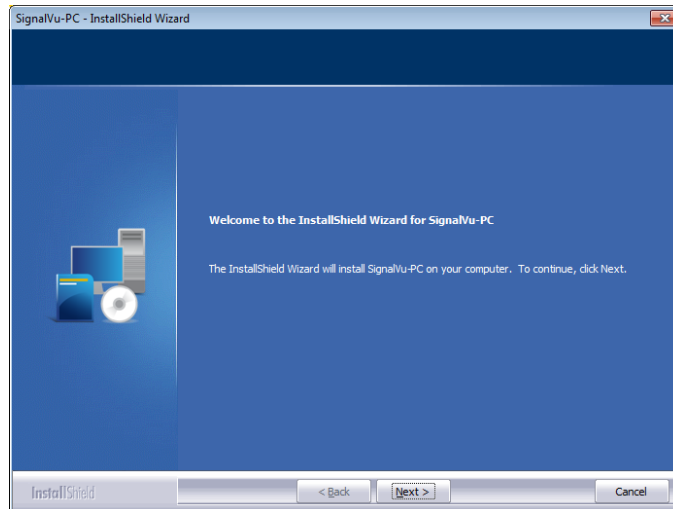 SignalVu-PC - InstallShield Wizard
Welcome to the InstallShield Wizard for SignalVu-PC
The InstallShield Wizard will install SignalVu-PC on your computer. To continue, click Next.
InstallShield
< Back
Next >
Cancel